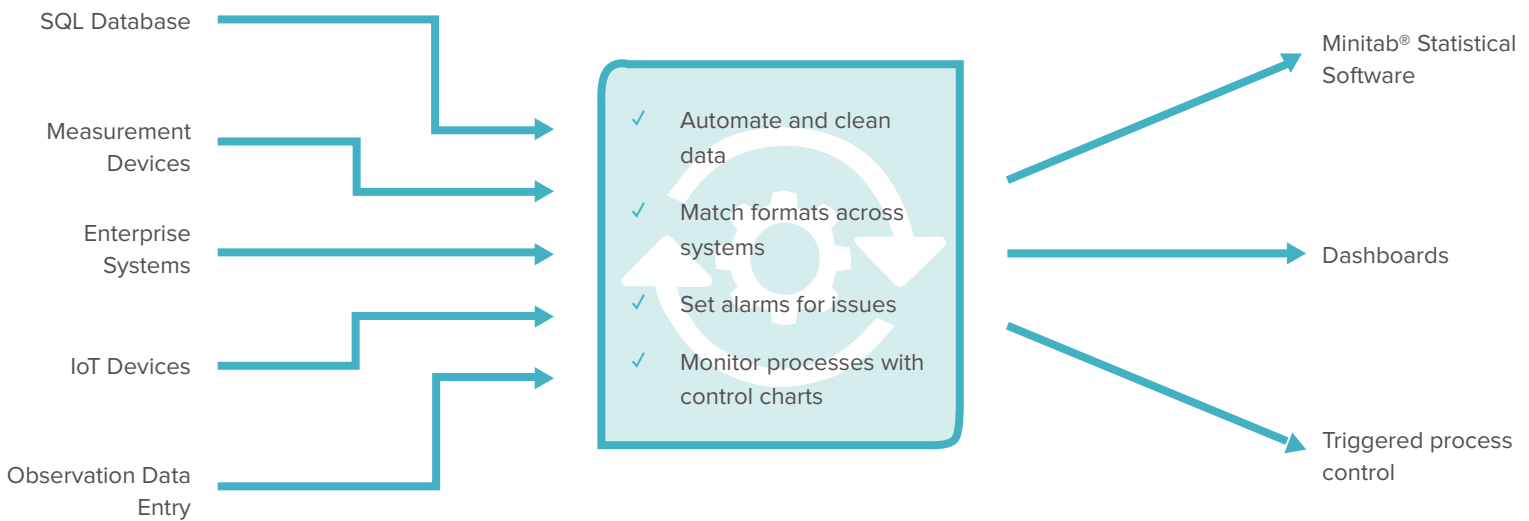 SQL Database
Measurement
Devices
Enterprise
Systems
IoT Devices
Observation Data
Entry
✓ Automate and clean
data
✓ Match formats across
systems
✓ Set alarms for issues
✓ Monitor processes with
control charts
Minitab® Statistical
Software
Dashboards
Triggered process
control